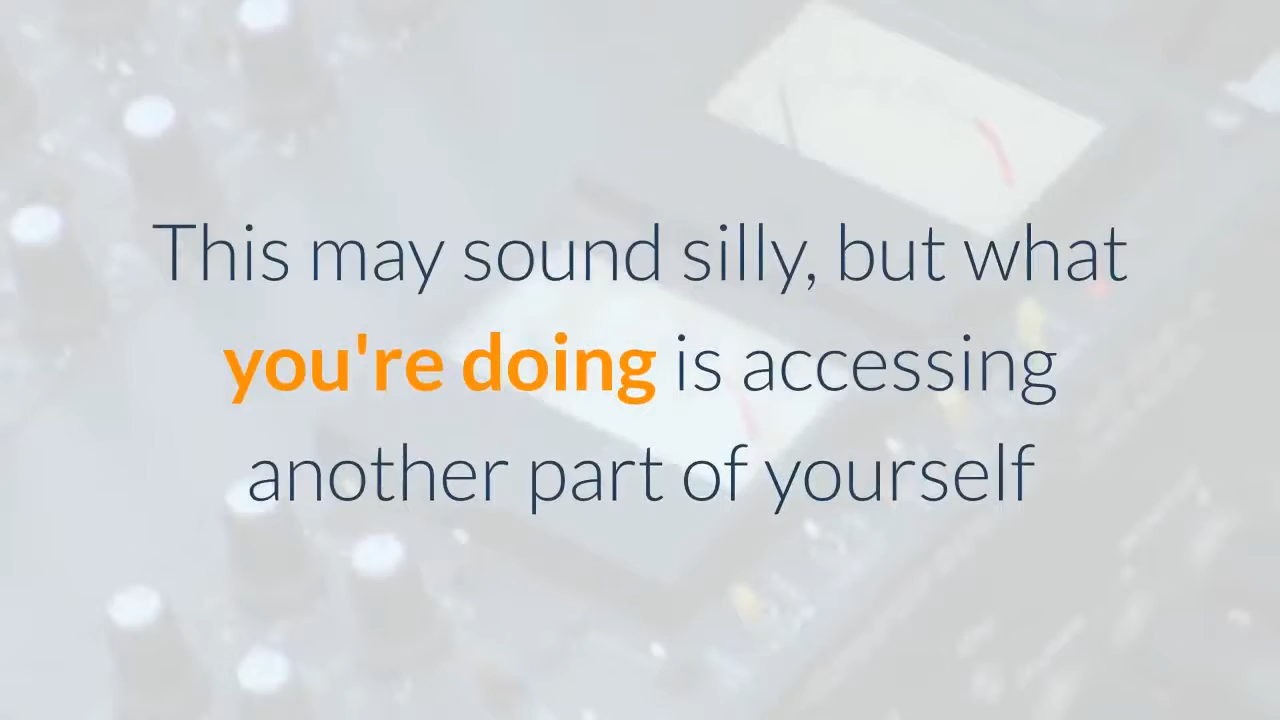 This may sound silly, but what
you're doing is accessing
another part of yourself